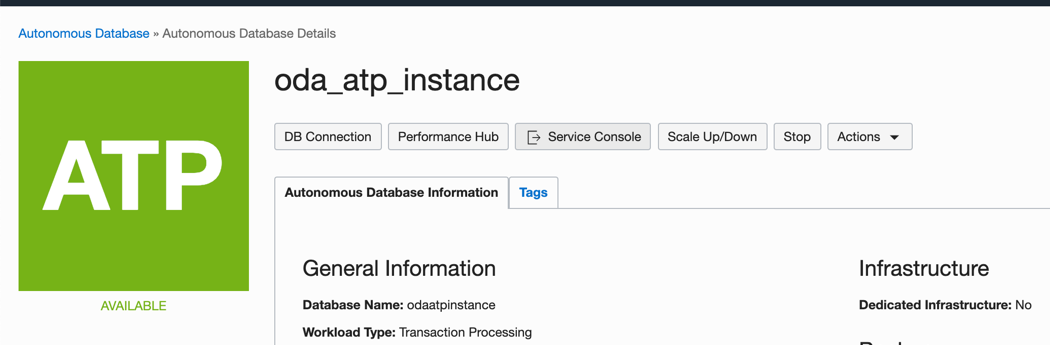 Autonomous Database » Autonomous Database Details
ATP
AVAILABLE
oda_atp_instance
DB Connection Performance Hub Service Console Scale Up/Down Stop Actions
Autonomous Database Information Tags
General Information
Database Name: odaatpinstance
Workload Type: Transaction Processing
Infrastructure
Dedicated Infrastructure: No